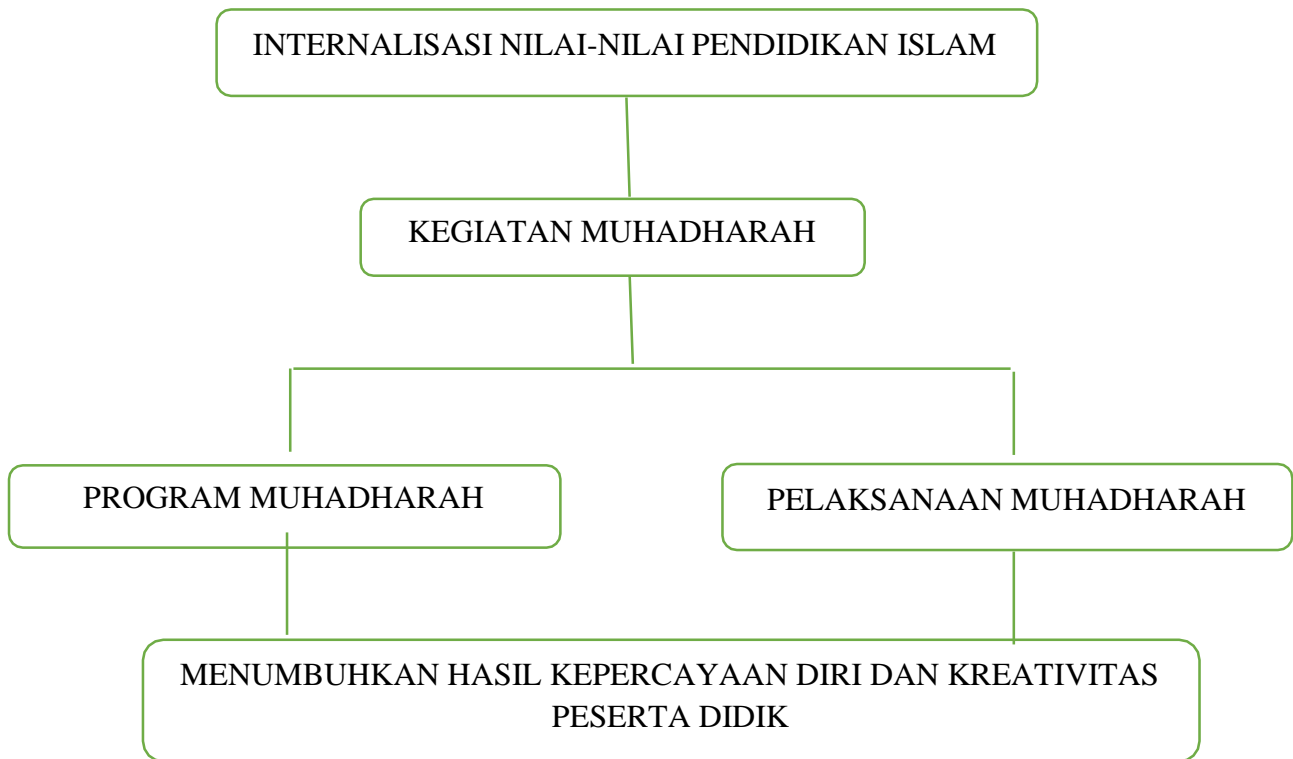 INTERNALISASI NILAI-NILAI PENDIDIKAN ISLAM
KEGIATAN MUHADHARAH
PROGRAM MUHADHARAH
PELAKSANAAN MUHADHARAH
MENUMBUHKAN HASIL KEPERCAYAAN DIRI DAN KREATIVITAS
PESERTA DIDIK